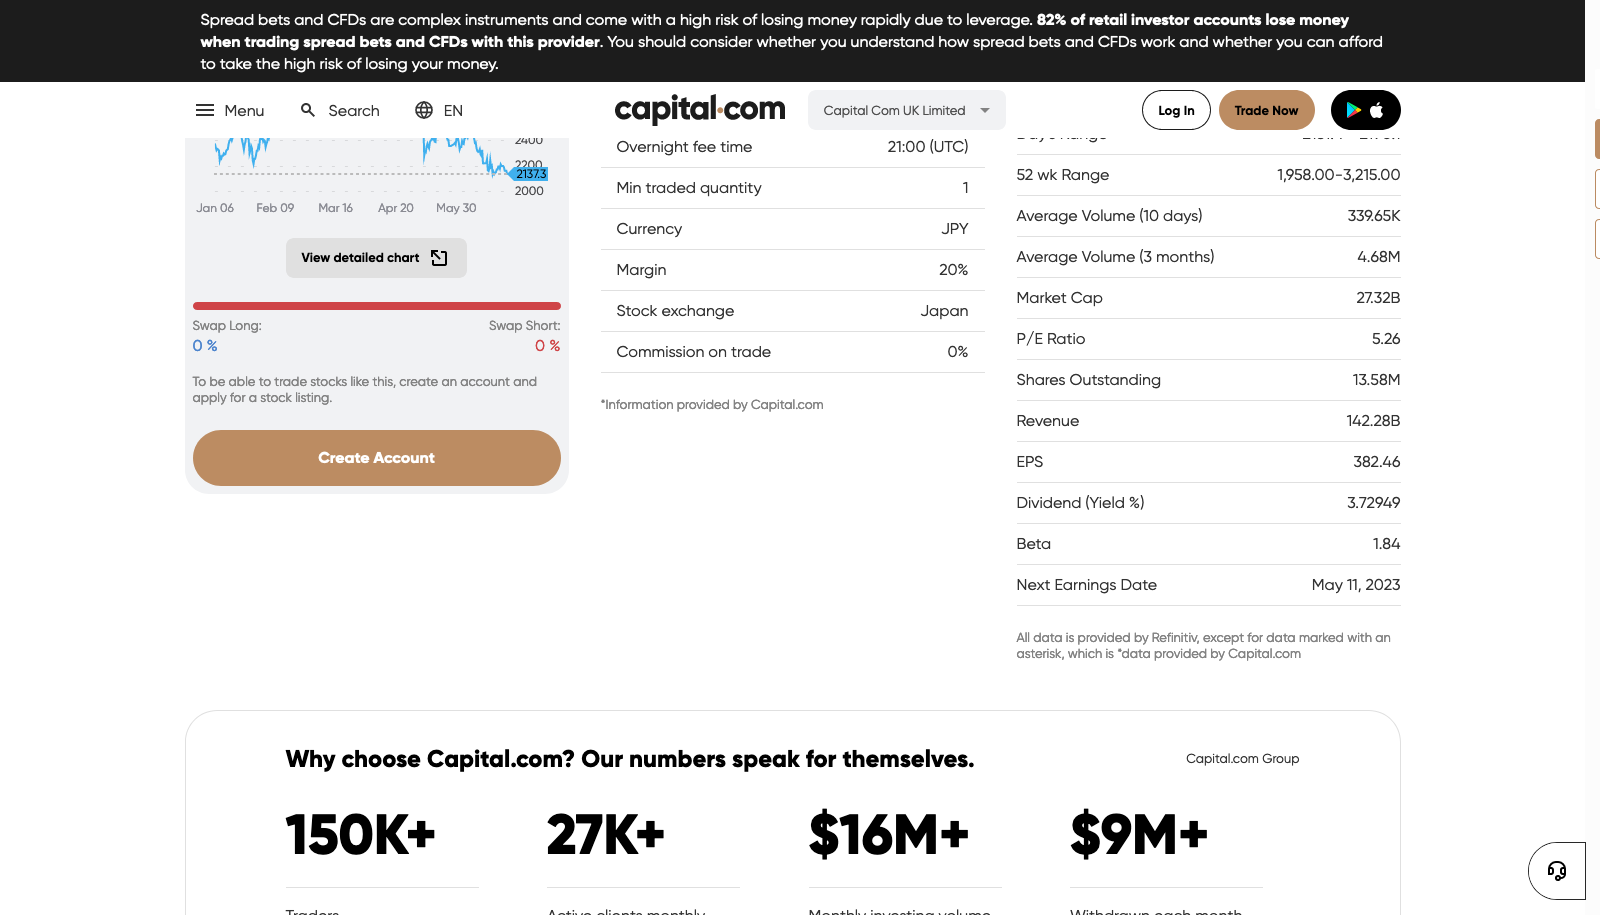 Spread bets and CFDs are complex instruments and come with a high risk of losing money rapidly due to leverage. 82% of retail investor accounts lose money
when trading spread bets and CFDs with this provider. You should consider whether you understand how spread bets and CFDs work and whether you can afford
to take the high risk of losing your money.
Menu Search EN capital.com Capital Com UK Limited Log In Trade Now
2400
2200
2137.3
2000
Jan 06 Feb 09 Mar 16 Apr 20 May 30
View detailed chart
Swap Long: Swap Short:
0 % 0 %
To be able to trade stocks like this, create an account and
apply for a stock listing.
Create Account
Overnight fee time 21:00 (UTC)
Min traded quantity 1
Currency JPY
Margin 20%
Stock exchange Japan
Commission on trade 0%
*Information provided by Capital.com
52 wk Range 1,958.00-3,215.00
Average Volume (10 days) 339.65K
Average Volume (3 months) 4.68M
Market Cap 27.32B
P/E Ratio 5.26
Shares Outstanding 13.58M
Revenue 142.28B
EPS 382.46
Dividend (Yield %) 3.72949
Beta 1.84
Next Earnings Date May 11, 2023
All data is provided by Refinitiv, except for data marked with an
asterisk, which is *data provided by Capital.com
Why choose Capital.com? Our numbers speak for themselves.
Capital.com Group
150K+ 27K+ $16M+ $9M+
Traders Active clients monthly Monthly investing volume Withdrawn each month